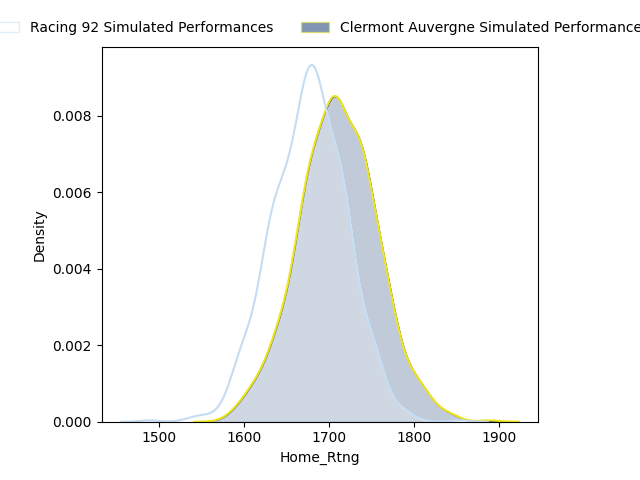 Racing 92 Simulated Performances
Clermont Auvergne Simulated Performance
Density
0.008
0.006
0.004
0.002
0.000
1500 1600 1700 1800 1900
Home_Rtng